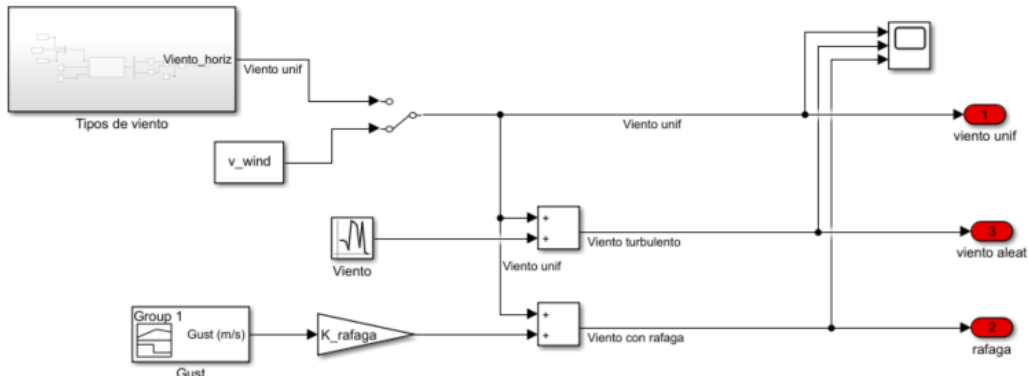 Viento_horiz
Viento unif
Tipos de viento
v_wind
Viento unif
1
viento unif
+
+
Viento turbulento
3
viento aleat
Viento
Viento unif
Group 1
Gust (m/s)
K_rafaga
+
+
Viento con rafaga
2
rafaga
Gust